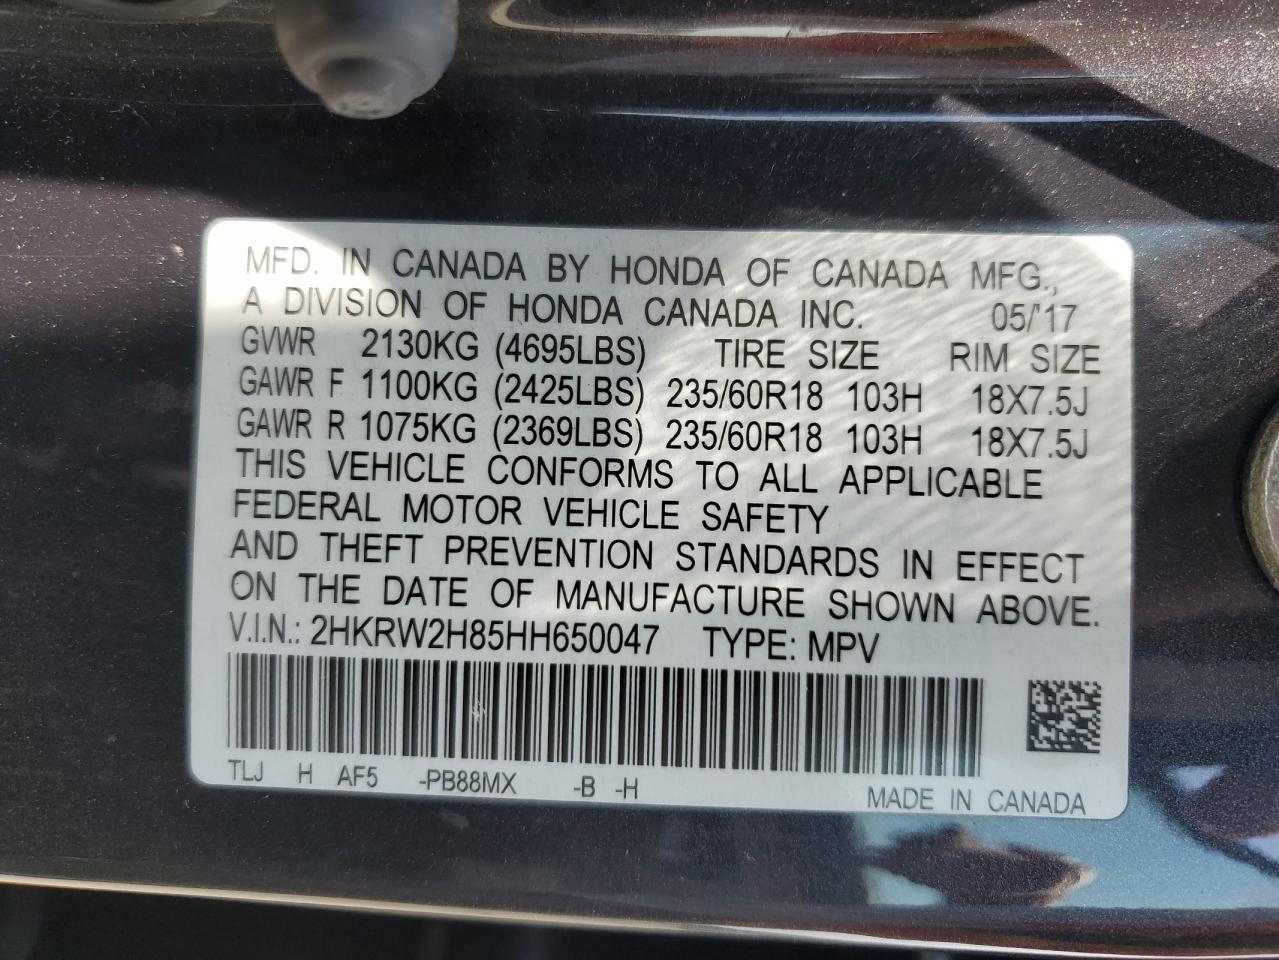 MFD. IN CANADA BY HONDA OF CANADA MFG.,
A DIVISION OF HONDA CANADA INC. 05/'17
GVWR 2130KG (4695LBS) TIRE SIZE RIM SIZE
GAWR F 1100KG (2425LBS) 235/60R18 103H 18X7.5J
GAWR R 1075KG (2369LBS) 235/60R18 103H 18X7.5J
THIS VEHICLE CONFORMS TO ALL APPLICABLE
FEDERAL MOTOR VEHICLE SAFETY
AND THEFT PREVENTION STANDARDS IN EFFECT
ON THE DATE OF MANUFACTURE SHOWN ABOVE.
V.I.N.: 2HKRW2H85HH650047 TYPE: MPV
TLJ H AF5 -PB88MX -B -H
MADE IN CANADA